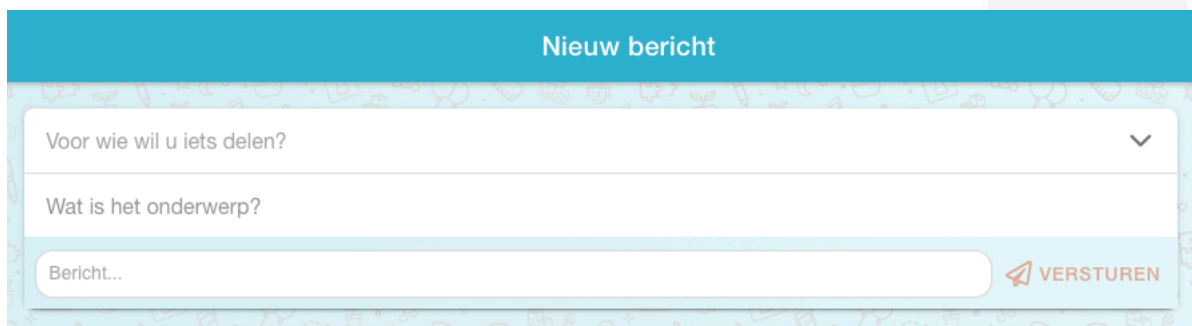 Nieuw bericht
Voor wie wil u iets delen?
Wat is het onderwerp?
Bericht...
VERSTUREN